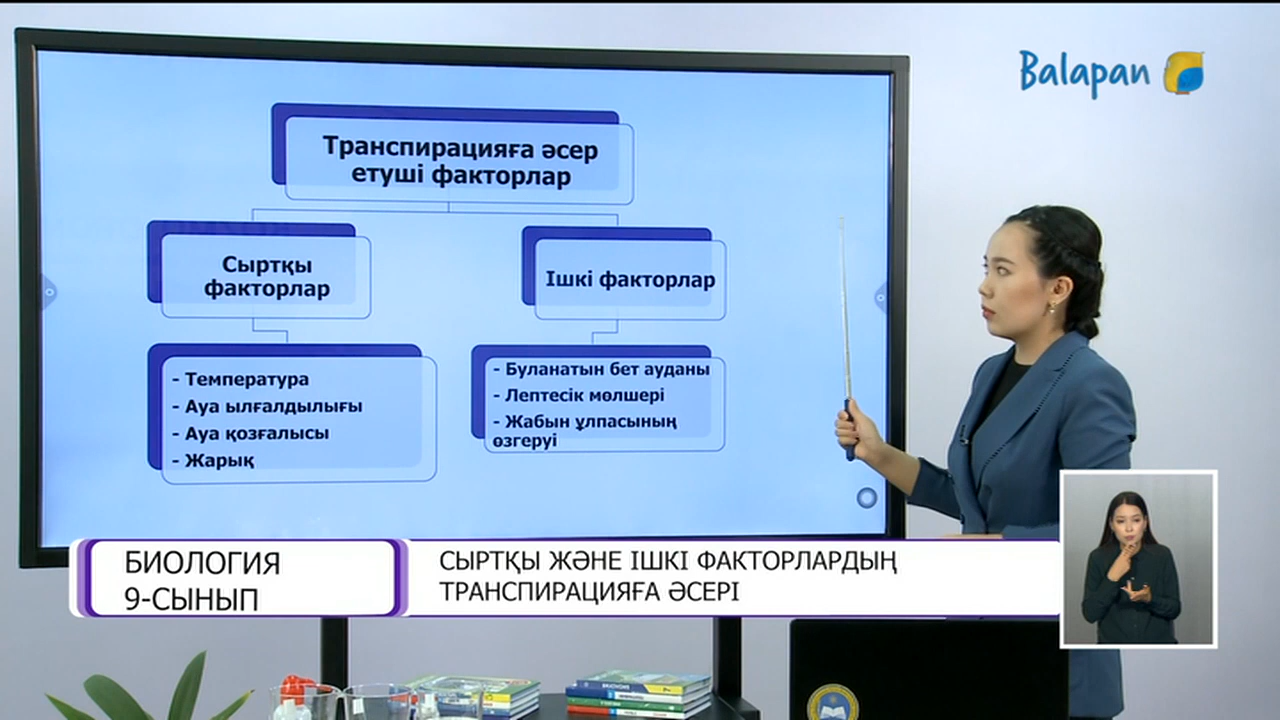 Balapan
Транспирацияға әсер
етуші факторлар
Сыртқы
факторлар
Ішкі факторлар
- Температура
- Ауа ылғалдылығы
- Ауа қозғалысы
- Жарық
- Буланатын бет ауданы
- Лептесік мөлшері
- Жабын ұлпасының
өзгеруі
БИОЛОГИЯ
9-СЫНЫП
СЫРТҚЫ ЖӘНЕ ІШКІ ФАКТОРЛАРДЫҢ
ТРАНСПИРАЦИЯҒА ӘСЕРІ